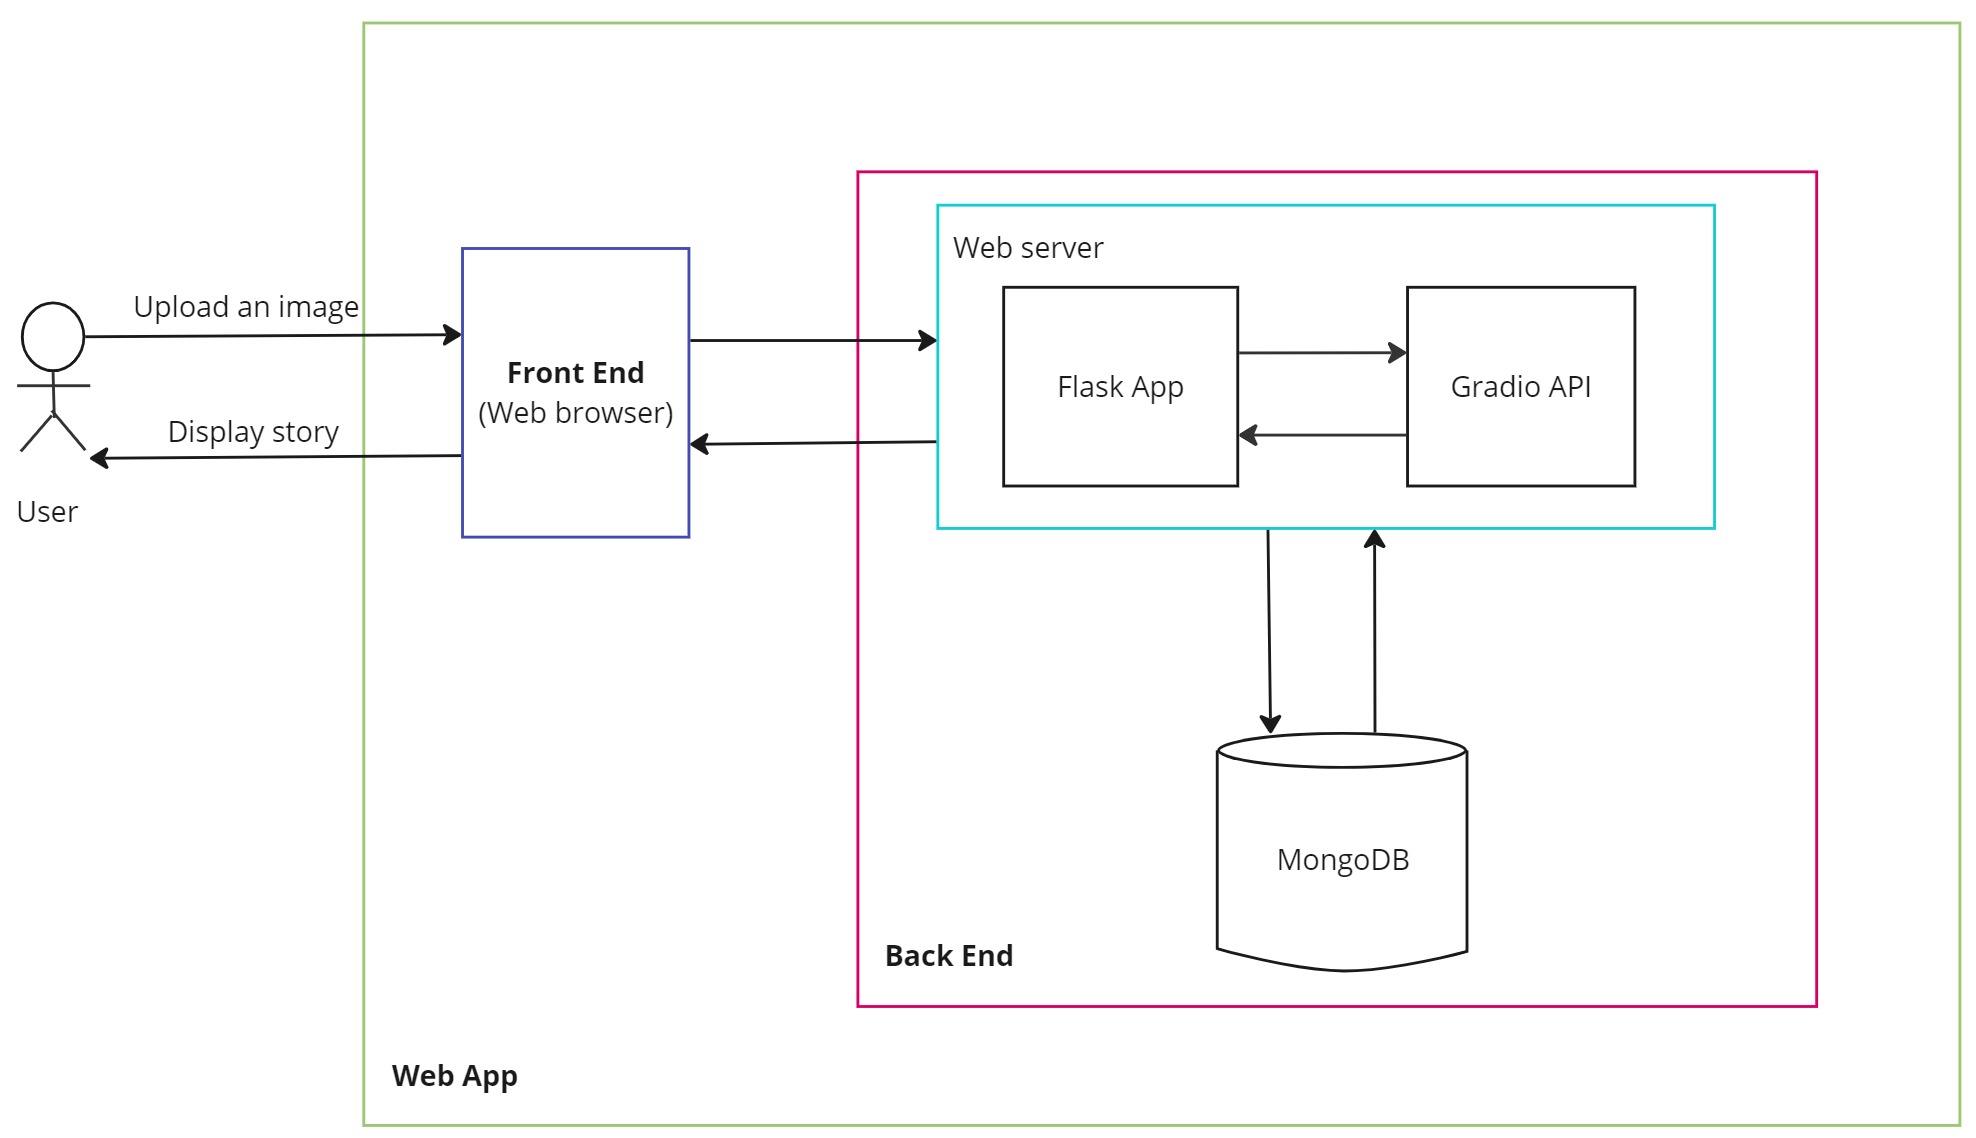 Upload an image
Display story
User
Front End
(Web browser)
Web server
Flask App
Gradio API
MongoDB
Back End
Web App